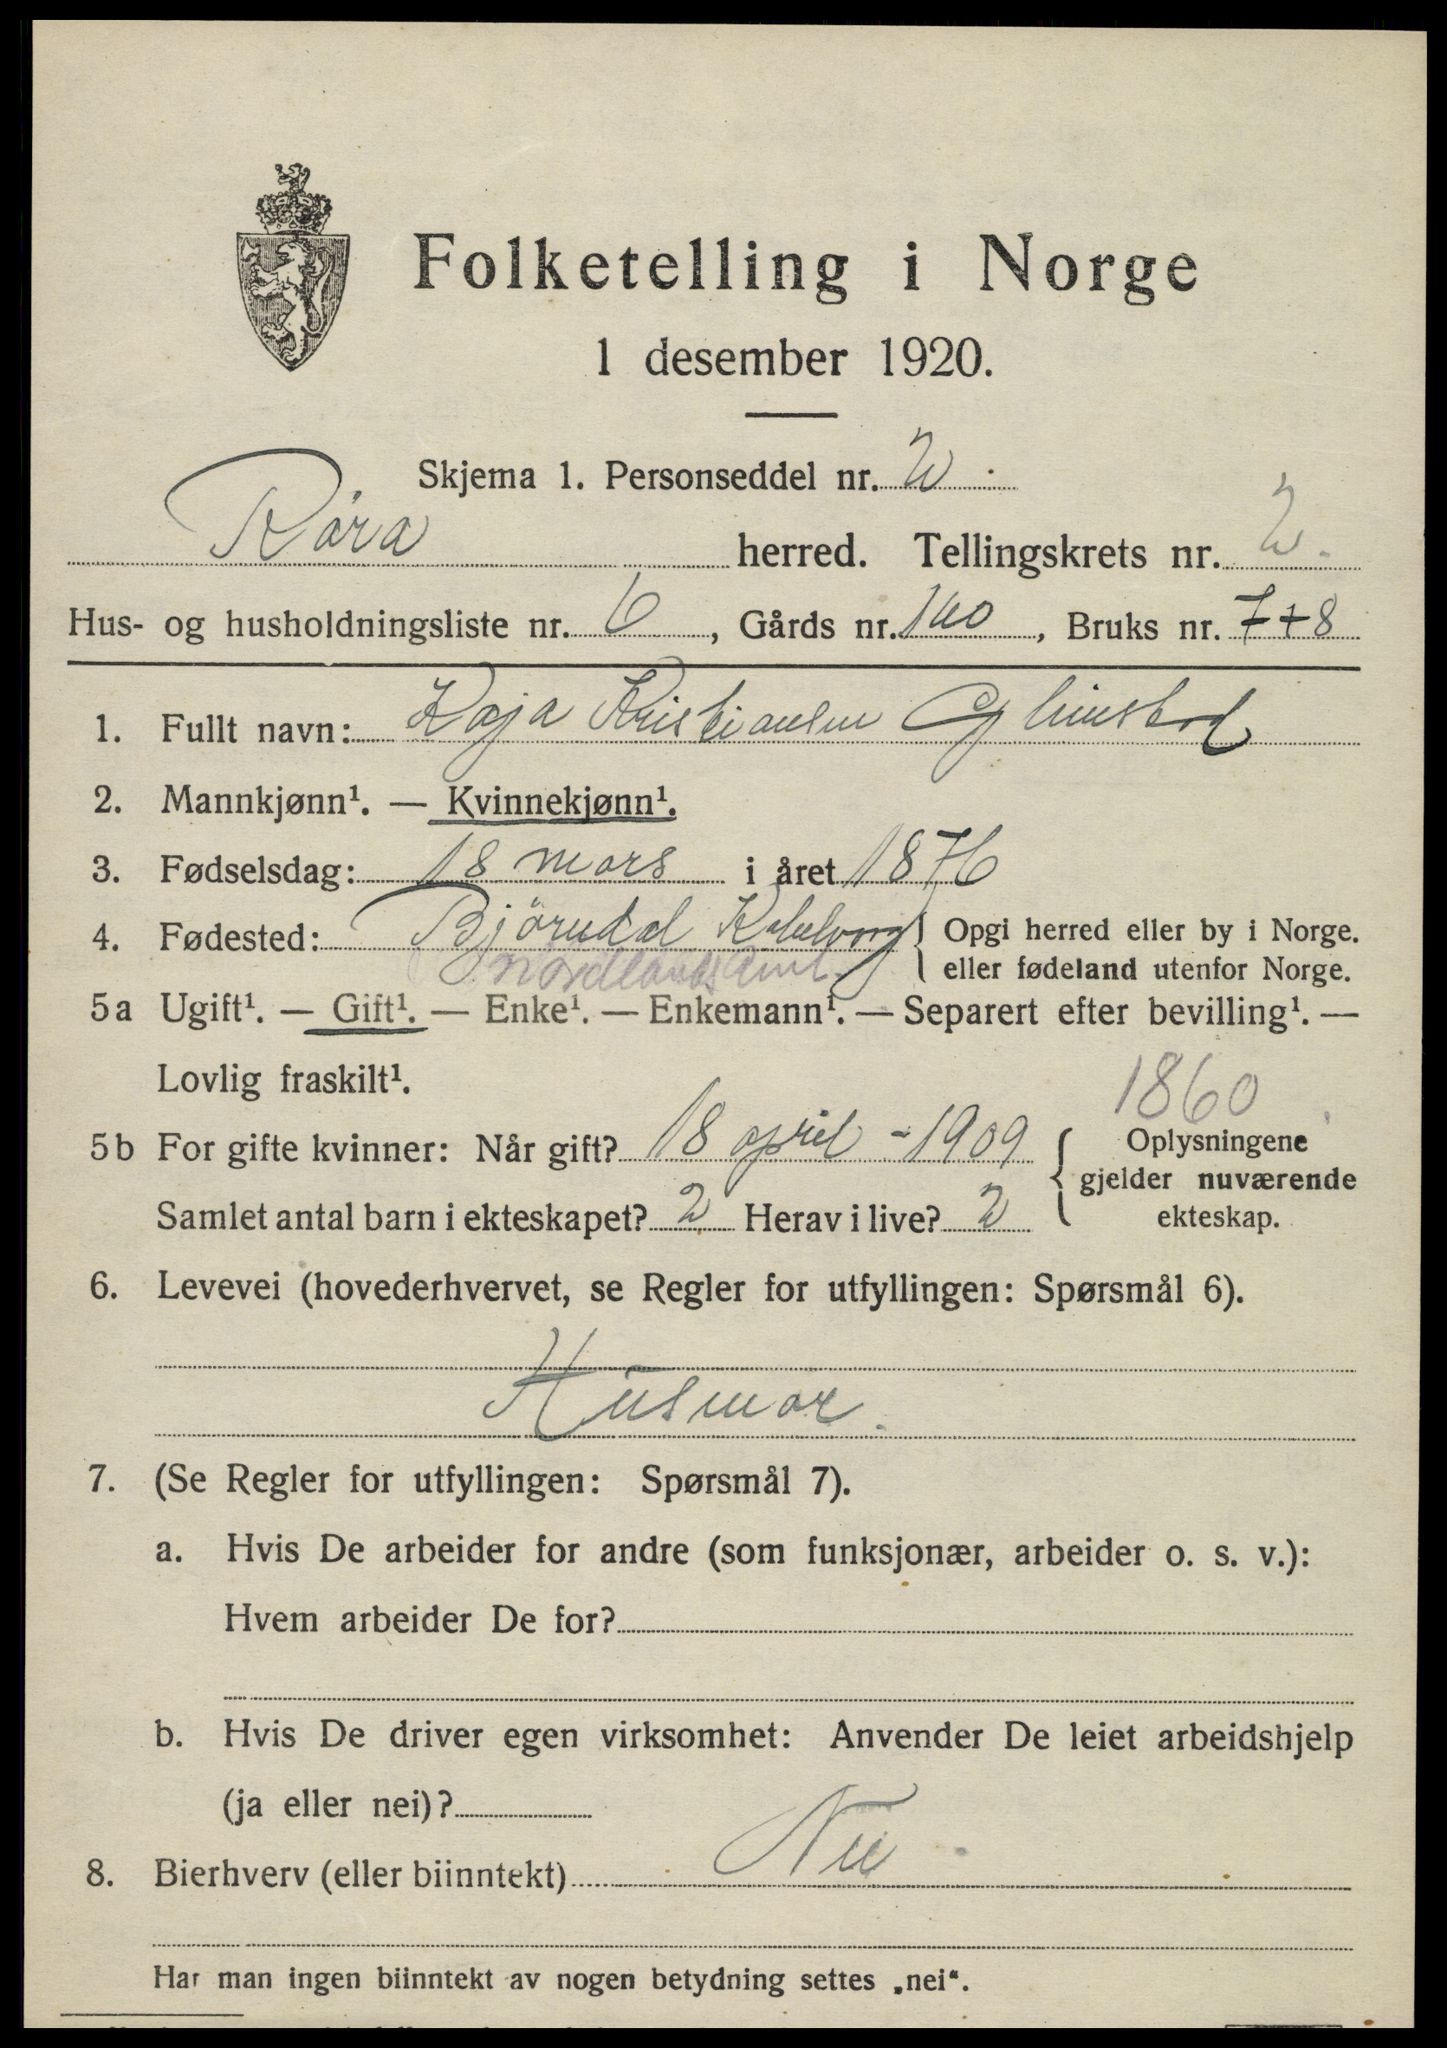 Folketelling i Norge
1 desember 1920.
Skjema 1. Personseddel nr. 2
Röra herred. Tellingskrets nr. 2.
Hus- og husholdningsliste nr. 6, Gårds nr. 160, Bruks nr. 7+8
1. Fullt navn: Kaja Kristiansen
2. Mannkjønn¹. — Kvinnekjønn¹.
3. Fødselsdag: 18 mars i året 1876
4. Fødested: { Opgi herred eller by i Norge.
Nordlands Amt. eller fødeland utenfor Norge.
5a Ugift¹. — Gift¹. — Enke¹. — Enkemann¹. — Separert efter bevilling¹. —
Lovlig fraskilt¹.
1860
5b For gifte kvinner: Når gift? 18 april - 1909 { Oplysningene
gjelder nuværende
Samlet antal barn i ekteskapet? 2 Herav i live? 2 ekteskap.
6. Levevei (hovederhvervet, se Regler for utfyllingen: Spørsmål 6).
Husmor.
7. (Se Regler for utfyllingen: Spørsmål 7).
a. Hvis De arbeider for andre (som funksjonær, arbeider o. s. v.):
Hvem arbeider De for?
b. Hvis De driver egen virksomhet: Anvender De leiet arbeidshjelp
(ja eller nei)?
8. Bierhverv (eller biinntekt) Nei
Har man ingen biinntekt av nogen betydning settes „nei“.